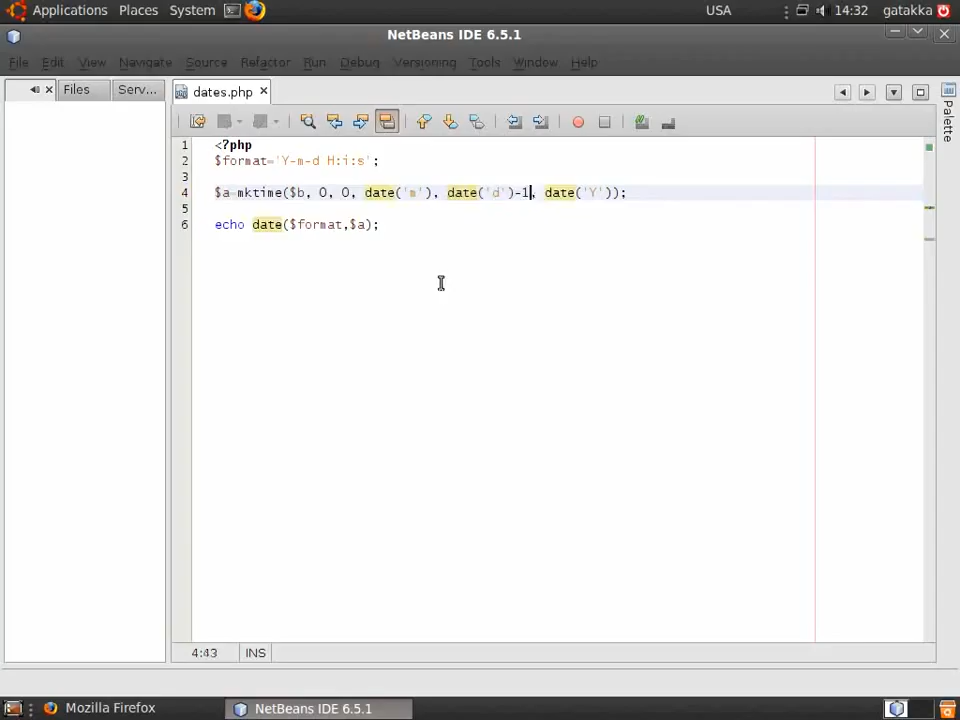 Applications Places System USA 14:32 gatakka
NetBeans IDE 6.5.1
File Edit View Navigate Source Refactor Run Debug Versioning Tools Window Help
Files Serv... dates.php
Palette
1 <?php
2 $format='Y-m-d H:i:s';
3
4 $a=mktime($b, 0, 0, date('m'), date('d')-1, date('Y'));
5
6 echo date($format,$a);
4:43 INS
Mozilla Firefox NetBeans IDE 6.5.1